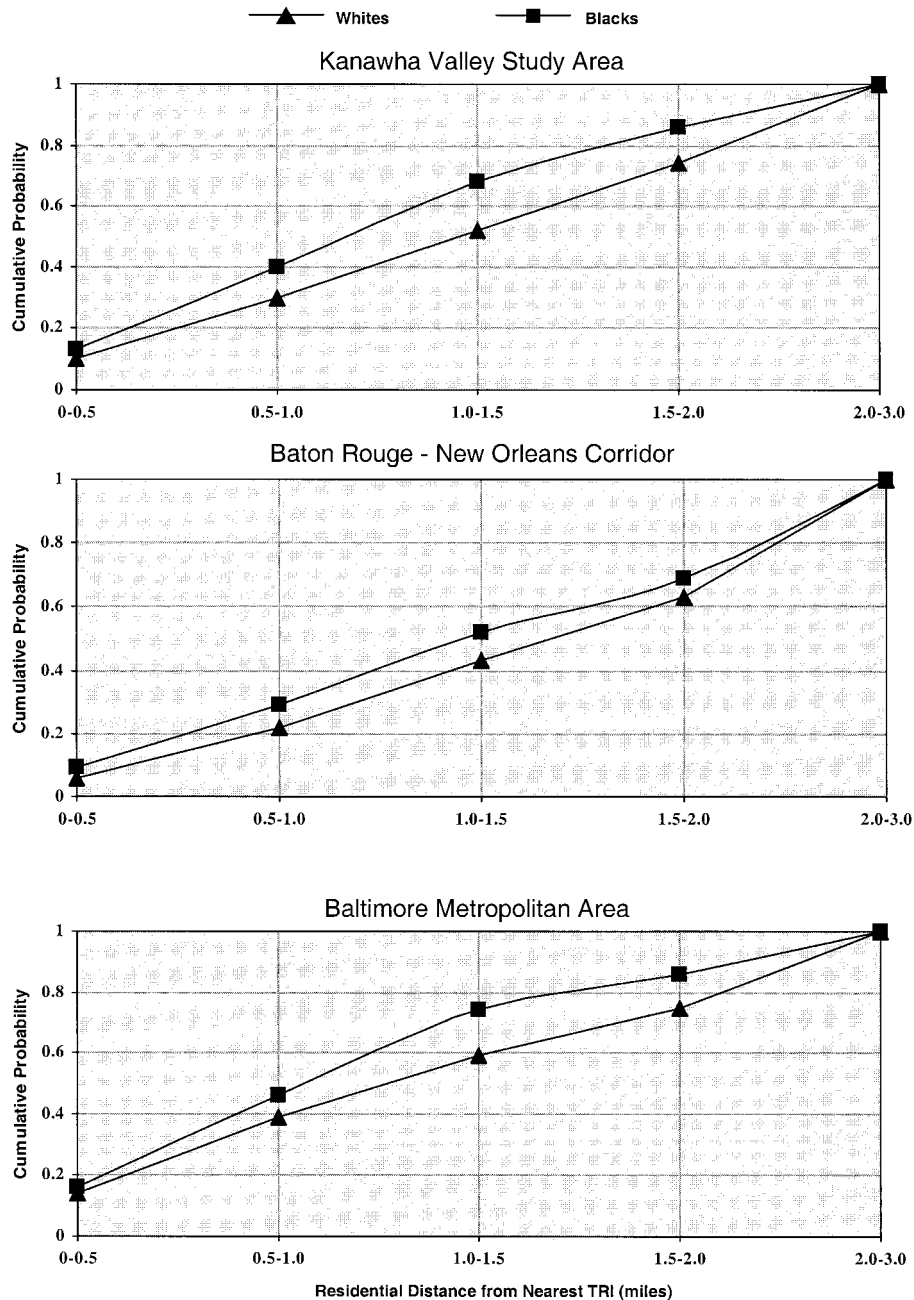 Whites Blacks
Kanawha Valley Study Area
Cumulative Probability
1
0.8
0.6
0.4
0.2
0
0-0.5 0.5-1.0 1.0-1.5 1.5-2.0 2.0-3.0
Baton Rouge - New Orleans Corridor
Cumulative Probability
1
0.8
0.6
0.4
0.2
0
0-0.5 0.5-1.0 1.0-1.5 1.5-2.0 2.0-3.0
Baltimore Metropolitan Area
Cumulative Probability
1
0.8
0.6
0.4
0.2
0
0-0.5 0.5-1.0 1.0-1.5 1.5-2.0 2.0-3.0
Residential Distance from Nearest TRI (miles)